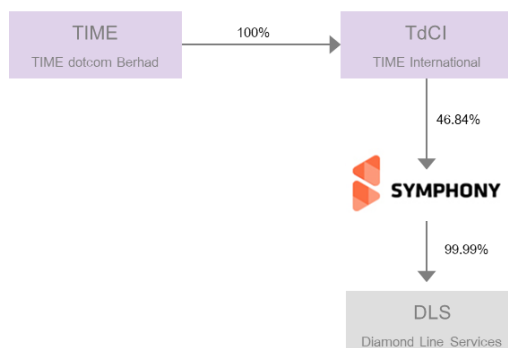 TIME
TIME dotcom Berhad
100%
TdCI
TIME International
46.84%
SYMPHONY
99.99%
DLS
Diamond Line Services